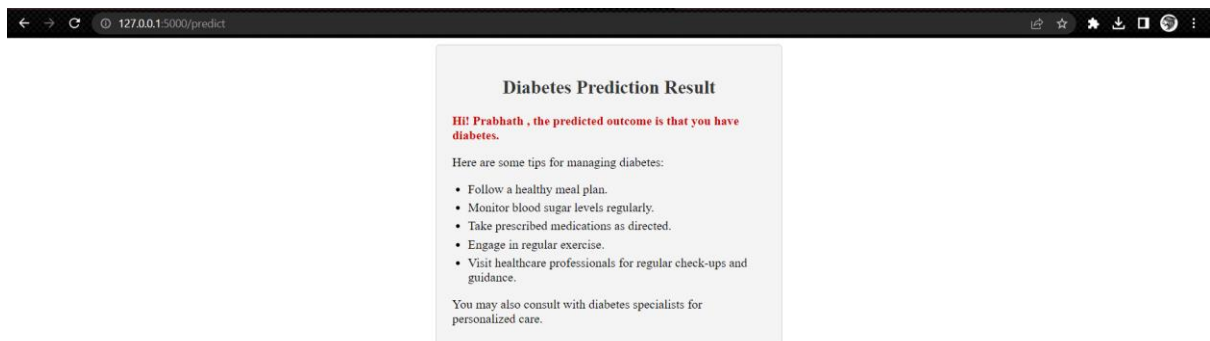 127.0.0.1:5000/predict
Diabetes Prediction Result
Hi! Prabhath , the predicted outcome is that you have
diabetes.
Here are some tips for managing diabetes:
• Follow a healthy meal plan.
• Monitor blood sugar levels regularly.
• Take prescribed medications as directed.
• Engage in regular exercise.
• Visit healthcare professionals for regular check-ups and
guidance.
You may also consult with diabetes specialists for
personalized care.